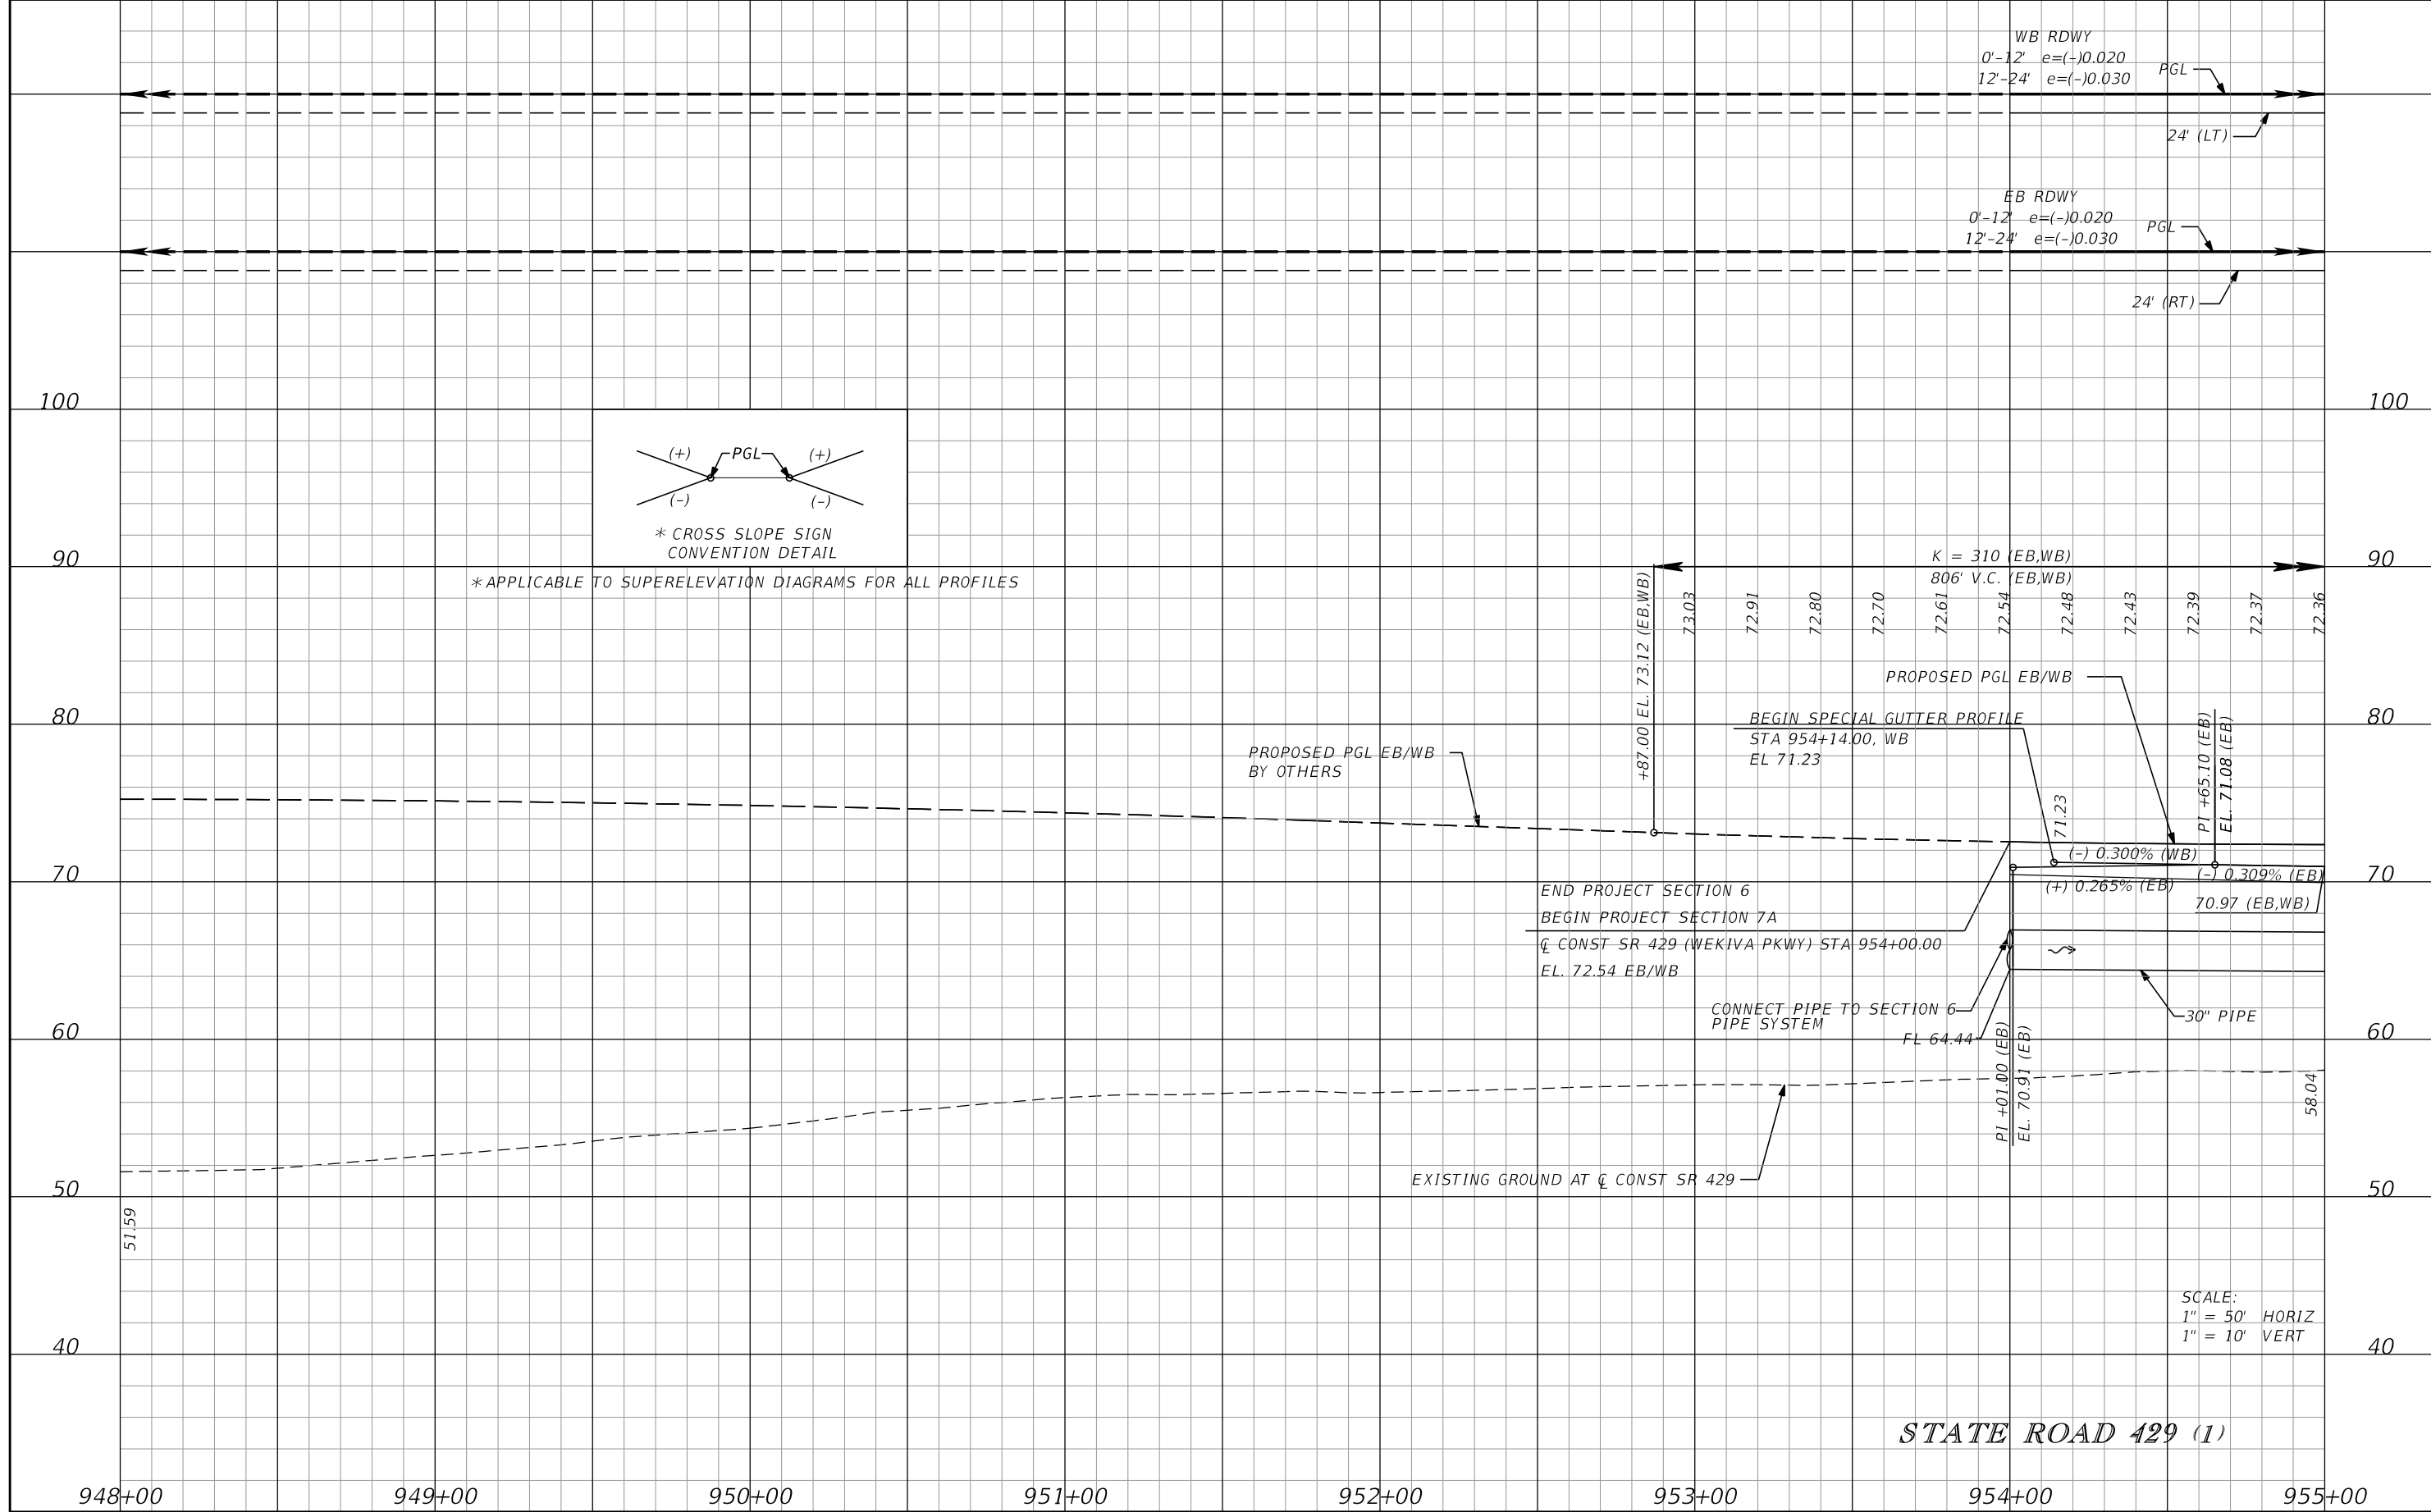 WB RDWY
0'-12' e=(-)0.020
12'-24' e=(-)0.030
PGL
24' (LT)
EB RDWY
0'-12' e=(-)0.020
12'-24' e=(-)0.030
PGL
24' (RT)
100
100
(+)
PGL
(+)
(-)
(-)
* CROSS SLOPE SIGN
CONVENTION DETAIL
90
90
* APPLICABLE TO SUPERELEVATION DIAGRAMS FOR ALL PROFILES
K = 310 (EB,WB)
806' V.C. (EB,WB)
+87.00 EL. 73.12 (EB,WB)
73.03
72.91
72.80
72.70
72.61
72.54
72.48
72.43
72.39
72.37
72.36
PROPOSED PGL EB/WB
80
80
BEGIN SPECIAL GUTTER PROFILE
STA 954+14.00, WB
EL 71.23
PI +65.10 (EB)
EL. 71.08 (EB)
PROPOSED PGL EB/WB
BY OTHERS
71.23
(-) 0.300% (WB)
70
70
(-) 0.309% (EB)
(+) 0.265% (EB)
70.97 (EB,WB)
END PROJECT SECTION 6
BEGIN PROJECT SECTION 7A
℄ CONST SR 429 (WEKIVA PKWY) STA 954+00.00
EL. 72.54 EB/WB
CONNECT PIPE TO SECTION 6
PIPE SYSTEM
30" PIPE
FL 64.44
60
60
PI +01.00 (EB)
EL. 70.91 (EB)
58.04
EXISTING GROUND AT ℄ CONST SR 429
50
50
51.59
SCALE:
1" = 50' HORIZ
1" = 10' VERT
40
40
STATE ROAD 429 (1)
948+00
949+00
950+00
951+00
952+00
953+00
954+00
955+00